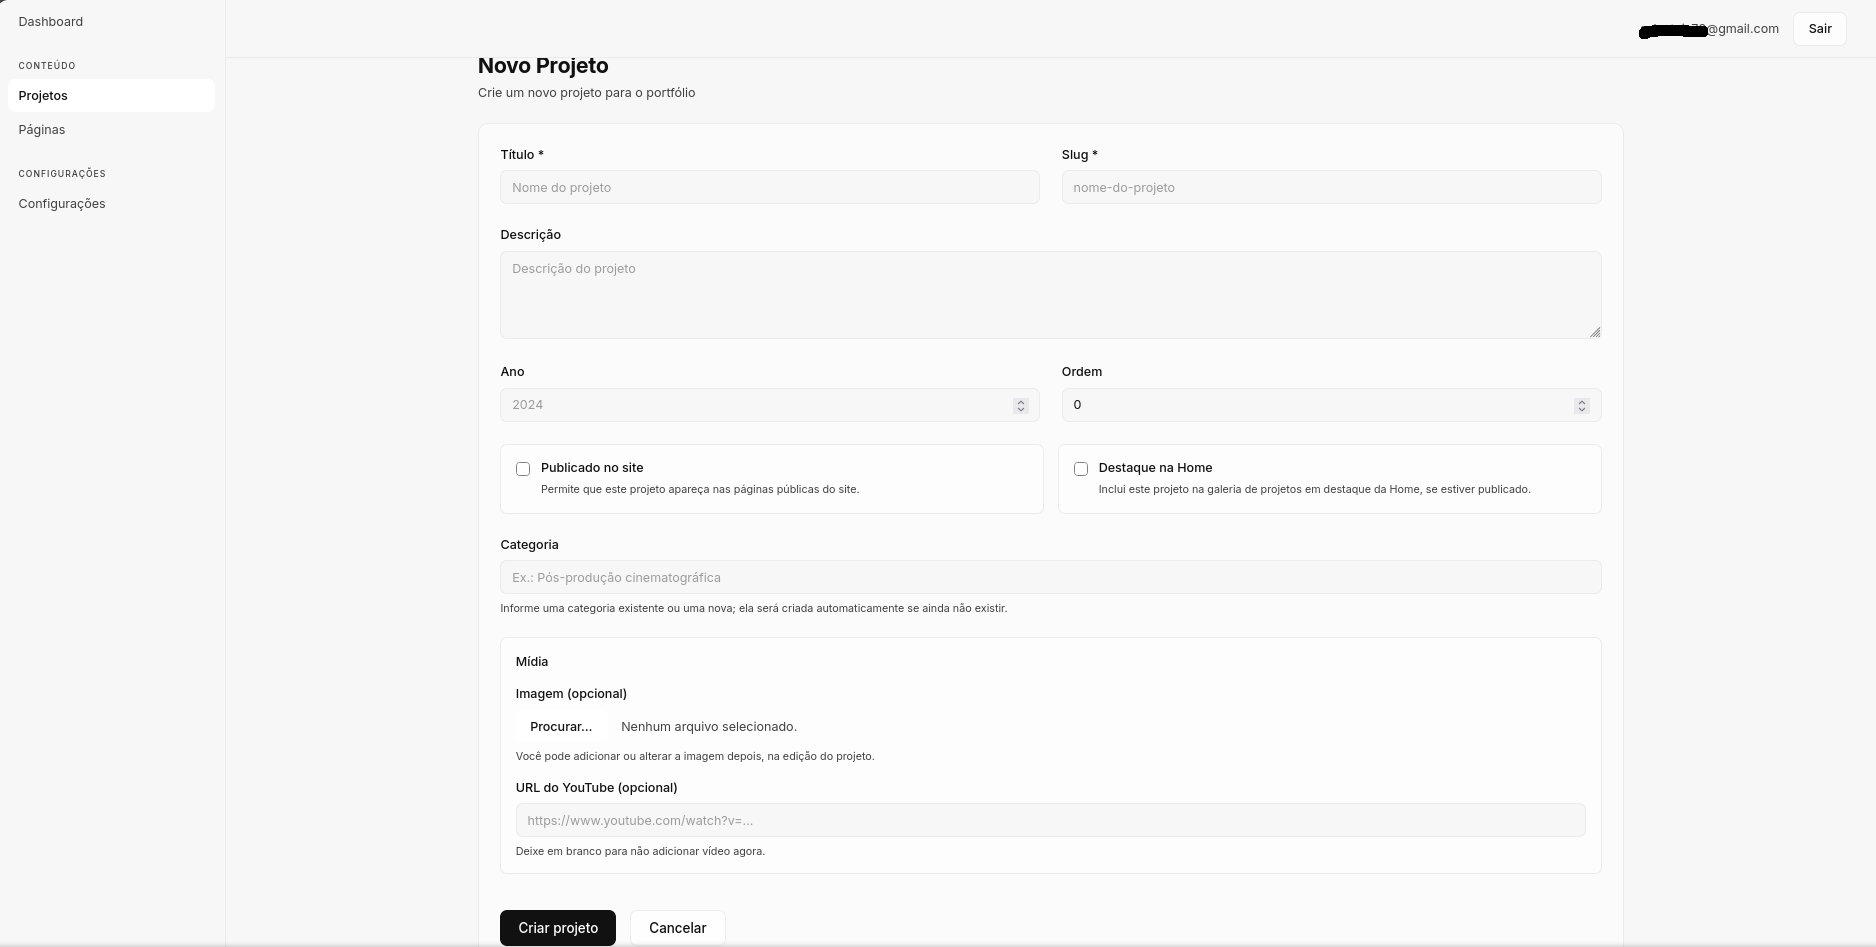 Dashboard
CONTEÚDO
Projetos
Páginas
CONFIGURAÇÕES
Configurações
@gmail.com
Sair
Novo Projeto
Crie um novo projeto para o portfólio
Título *
Slug *
Nome do projeto
nome-do-projeto
Descrição
Descrição do projeto
Ano
Ordem
2024
0
Publicado no site
Permite que este projeto apareça nas páginas públicas do site.
Destaque na Home
Inclui este projeto na galeria de projetos em destaque da Home, se estiver publicado.
Categoria
Ex.: Pós-produção cinematográfica
Informe uma categoria existente ou uma nova; ela será criada automaticamente se ainda não existir.
Mídia
Imagem (opcional)
Procurar...
Nenhum arquivo selecionado.
Você pode adicionar ou alterar a imagem depois, na edição do projeto.
URL do YouTube (opcional)
https://www.youtube.com/watch?v=...
Deixe em branco para não adicionar vídeo agora.
Criar projeto
Cancelar